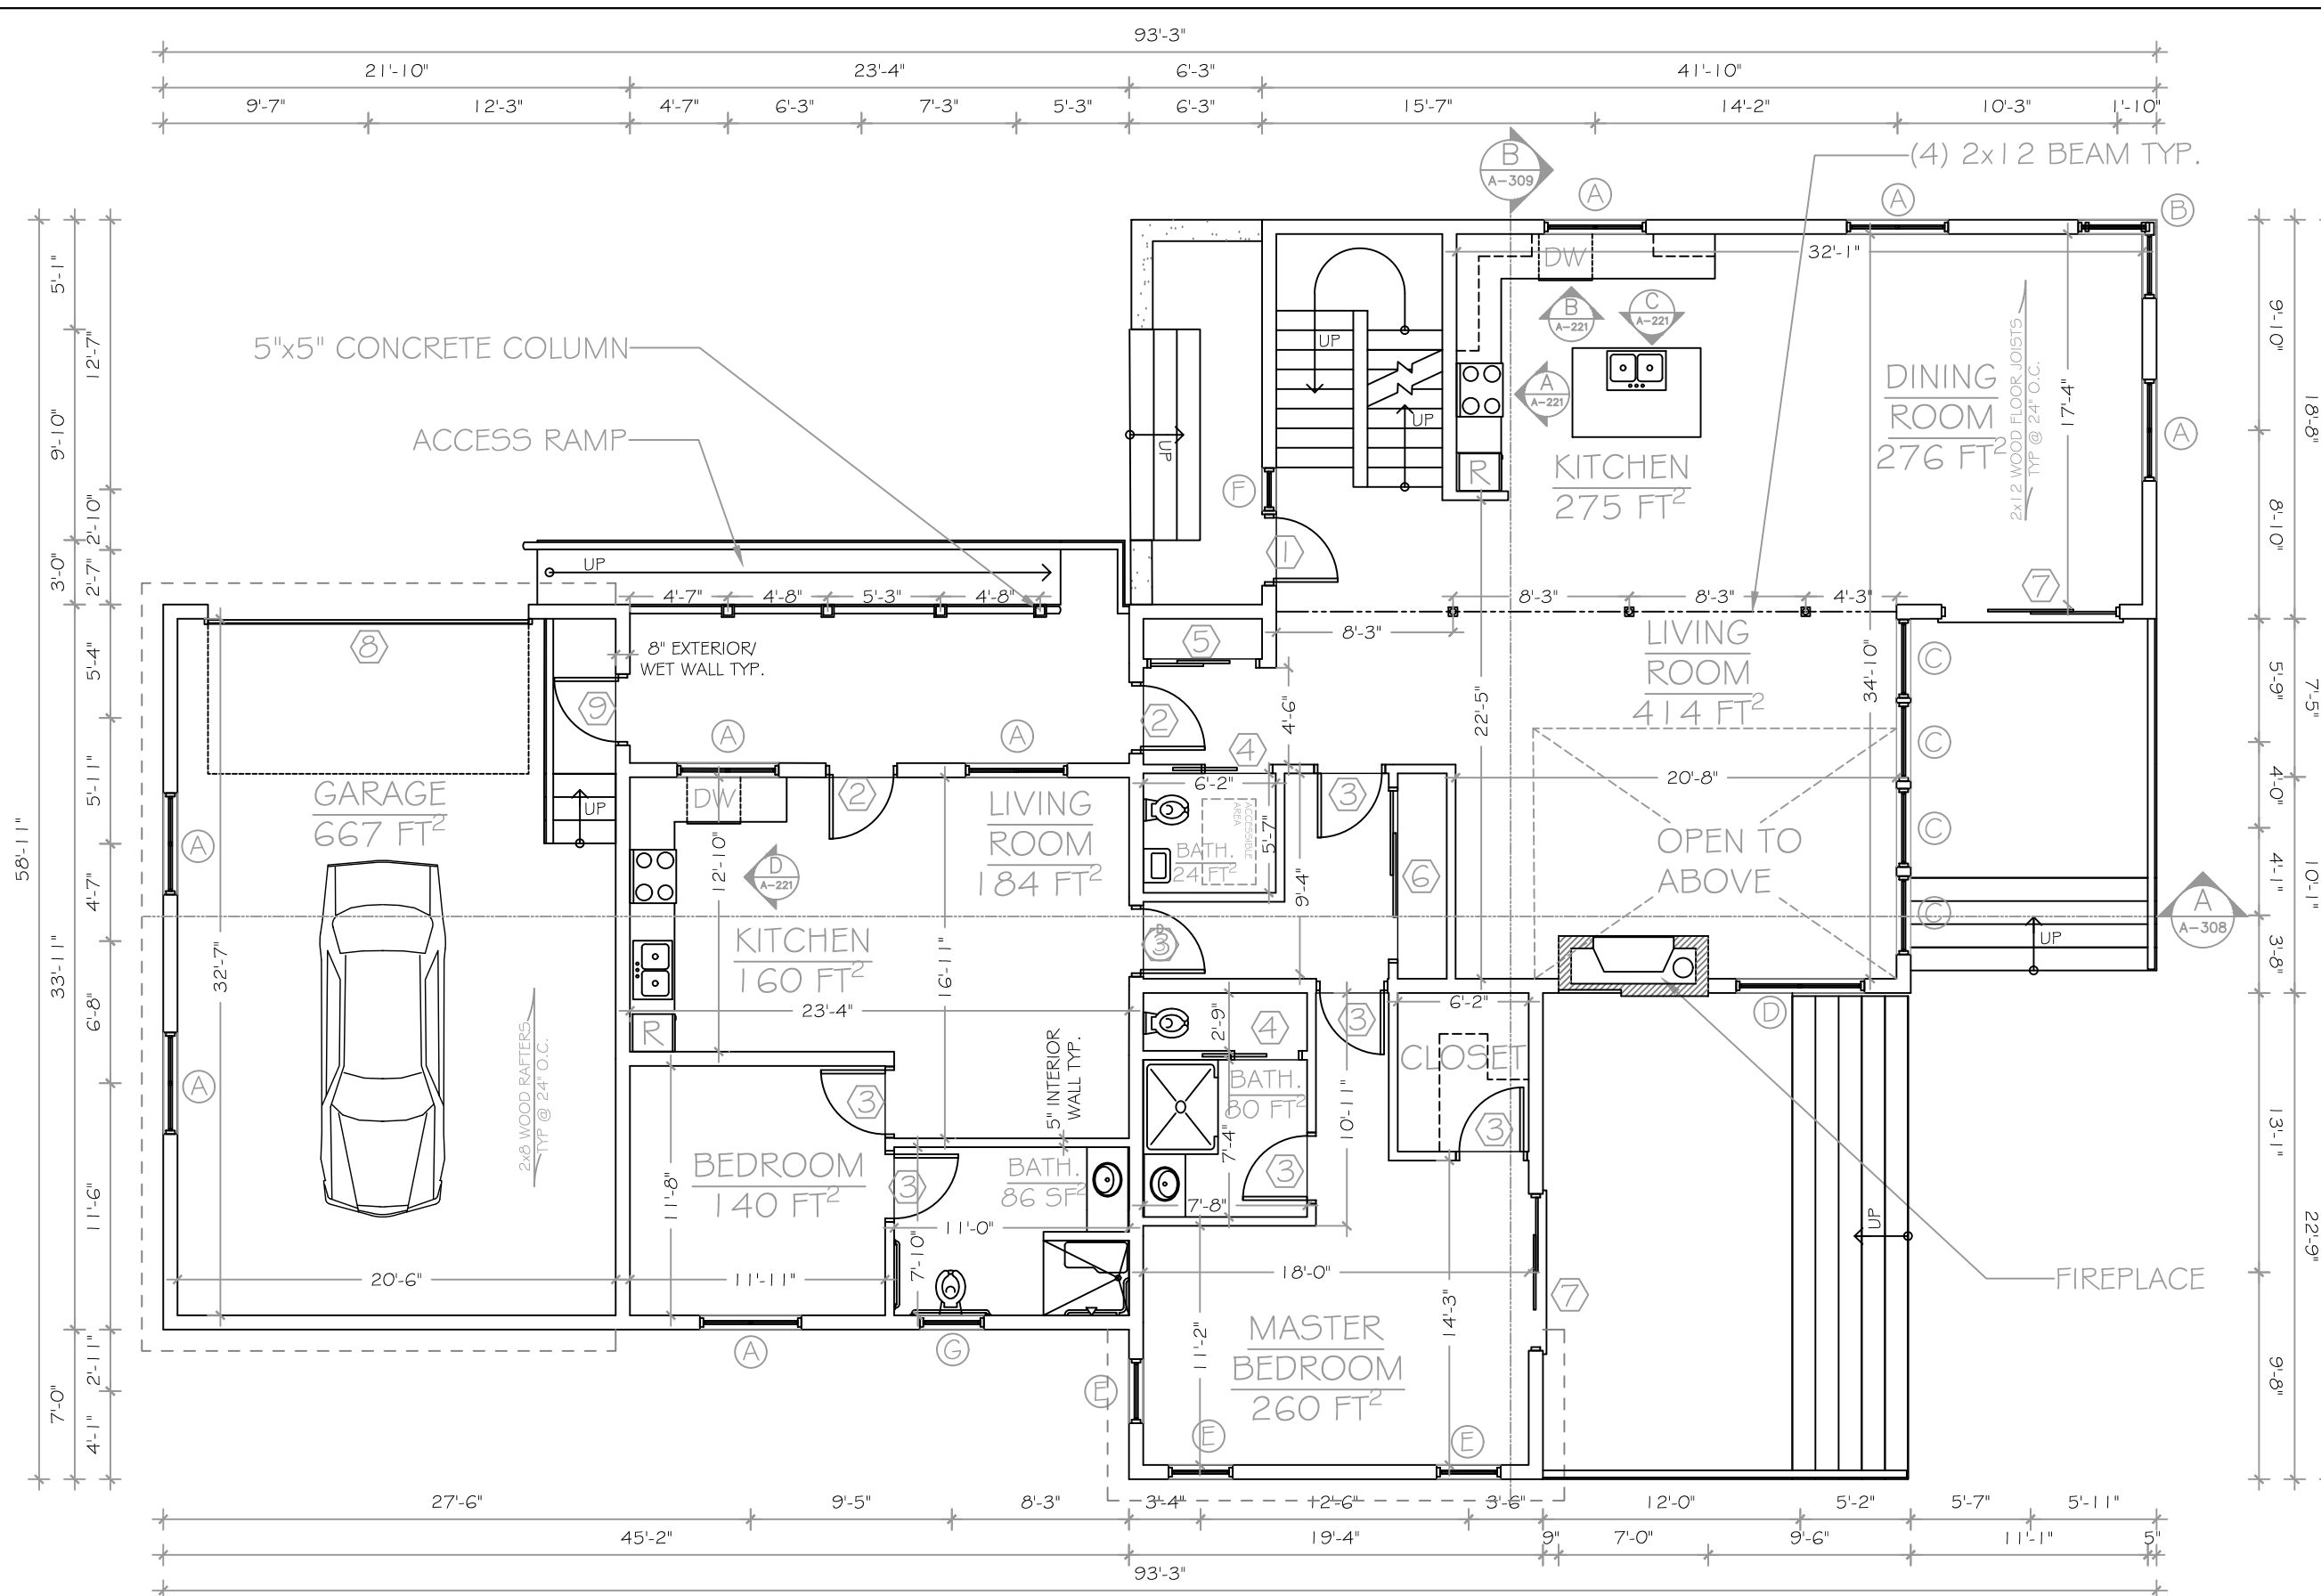 93'-3"
21'-10" 23'-4" 6'-3" 41'-10"
9'-7" 12'-3" 4'-7" 6'-3" 7'-3" 5'-3" 6'-3" 15'-7" 14'-2" 10'-3" 1'-10"
(4) 2x12 BEAM TYP.
B
A-309
A
A
B
32'-1"
DW
B
A-221
C
A-221
A
A-221
UP
UP
UP
5"x5" CONCRETE COLUMN
ACCESS RAMP
DINING
ROOM
276 FT²
2x12 WOOD FLOOR JOISTS
TYP @ 24" O.C.
17'-4"
A
KITCHEN
275 FT²
R
F
1
7
UP
4'-7" 4'-8" 5'-3" 4'-8"
8'-3" 8'-3" 4'-3"
8'-3"
8" EXTERIOR/
WET WALL TYP.
8
9
5
2
4
4'-6"
22'-5"
LIVING
ROOM
414 FT²
34'-10"
C
C
C
C
A
A
GARAGE
667 FT²
UP
DW
2
LIVING
ROOM
184 FT²
6'-2"
3
20'-8"
BATH.
24 FT²
ACCESSIBLE
AREA
5'-7"
9'-4"
6
OPEN TO
ABOVE
A
12'-10"
D
A-221
KITCHEN
160 FT²
23'-4"
16'-11"
R
3
UP
A
A-308
32'-7"
2x8 WOOD RAFTERS
TYP @ 24" O.C.
A
5" INTERIOR
WALL TYP.
2'-9"
4
3
6'-2"
CLOSET
D
BATH.
80 FT²
7'-4"
10'-11"
3
3
3
BEDROOM
140 FT²
11'-8"
3
BATH.
86 SF²
11'-0"
7'-10"
7'-8"
UP
20'-6"
11'-11"
18'-0"
14'-3"
7
FIREPLACE
MASTER
BEDROOM
260 FT²
11'-2"
A
G
E
E
E
58'-11"
5'-1"
9'-10"
3'-0"
33'-11"
7'-0"
12'-7"
2'-10"
2'-7"
5'-4"
5'-11"
4'-7"
6'-8"
11'-6"
2'-11"
4'-1"
9'-10"
8'-10"
5'-9"
4'-0"
4'-1"
3'-8"
13'-1"
9'-8"
18'-8"
7'-5"
10'-1"
22'-9"
27'-6" 9'-5" 8'-3" 3'-4" 12'-6" 3'-6" 12'-0" 5'-2" 5'-7" 5'-11"
45'-2" 19'-4" 9" 7'-0" 9'-6" 11'-1" 5"
93'-3"